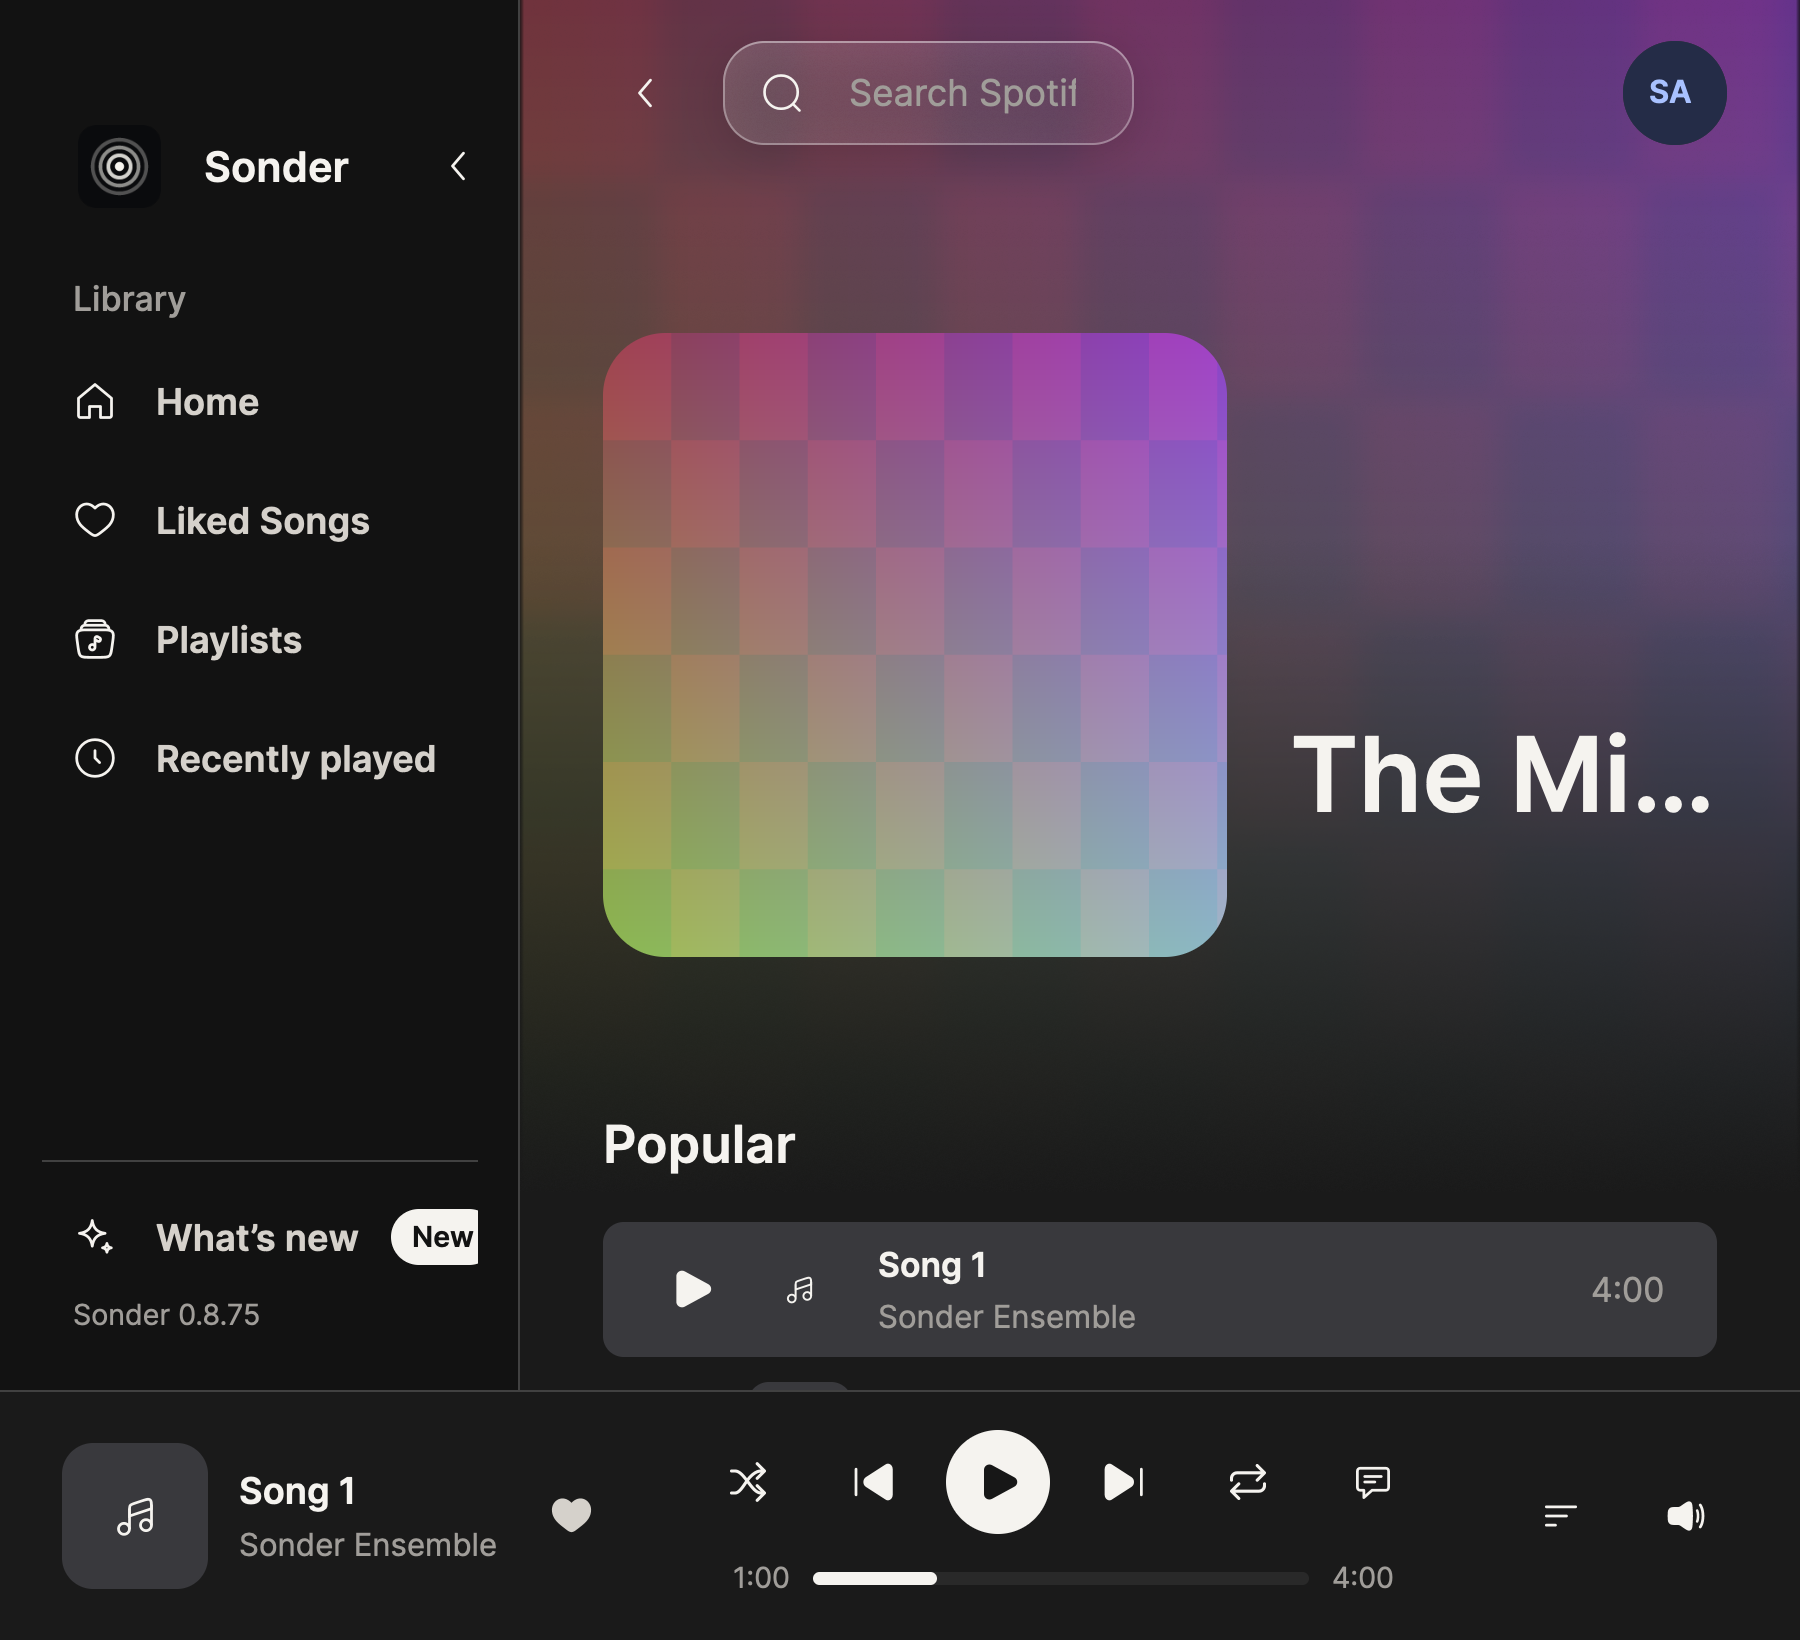 Search Spotif
SA
Sonder
Library
Home
Liked Songs
Playlists
Recently played
The Mi...
Popular
What’s new New
Sonder 0.8.75
Song 1
Sonder Ensemble
4:00
Song 1
Sonder Ensemble
1:00
4:00